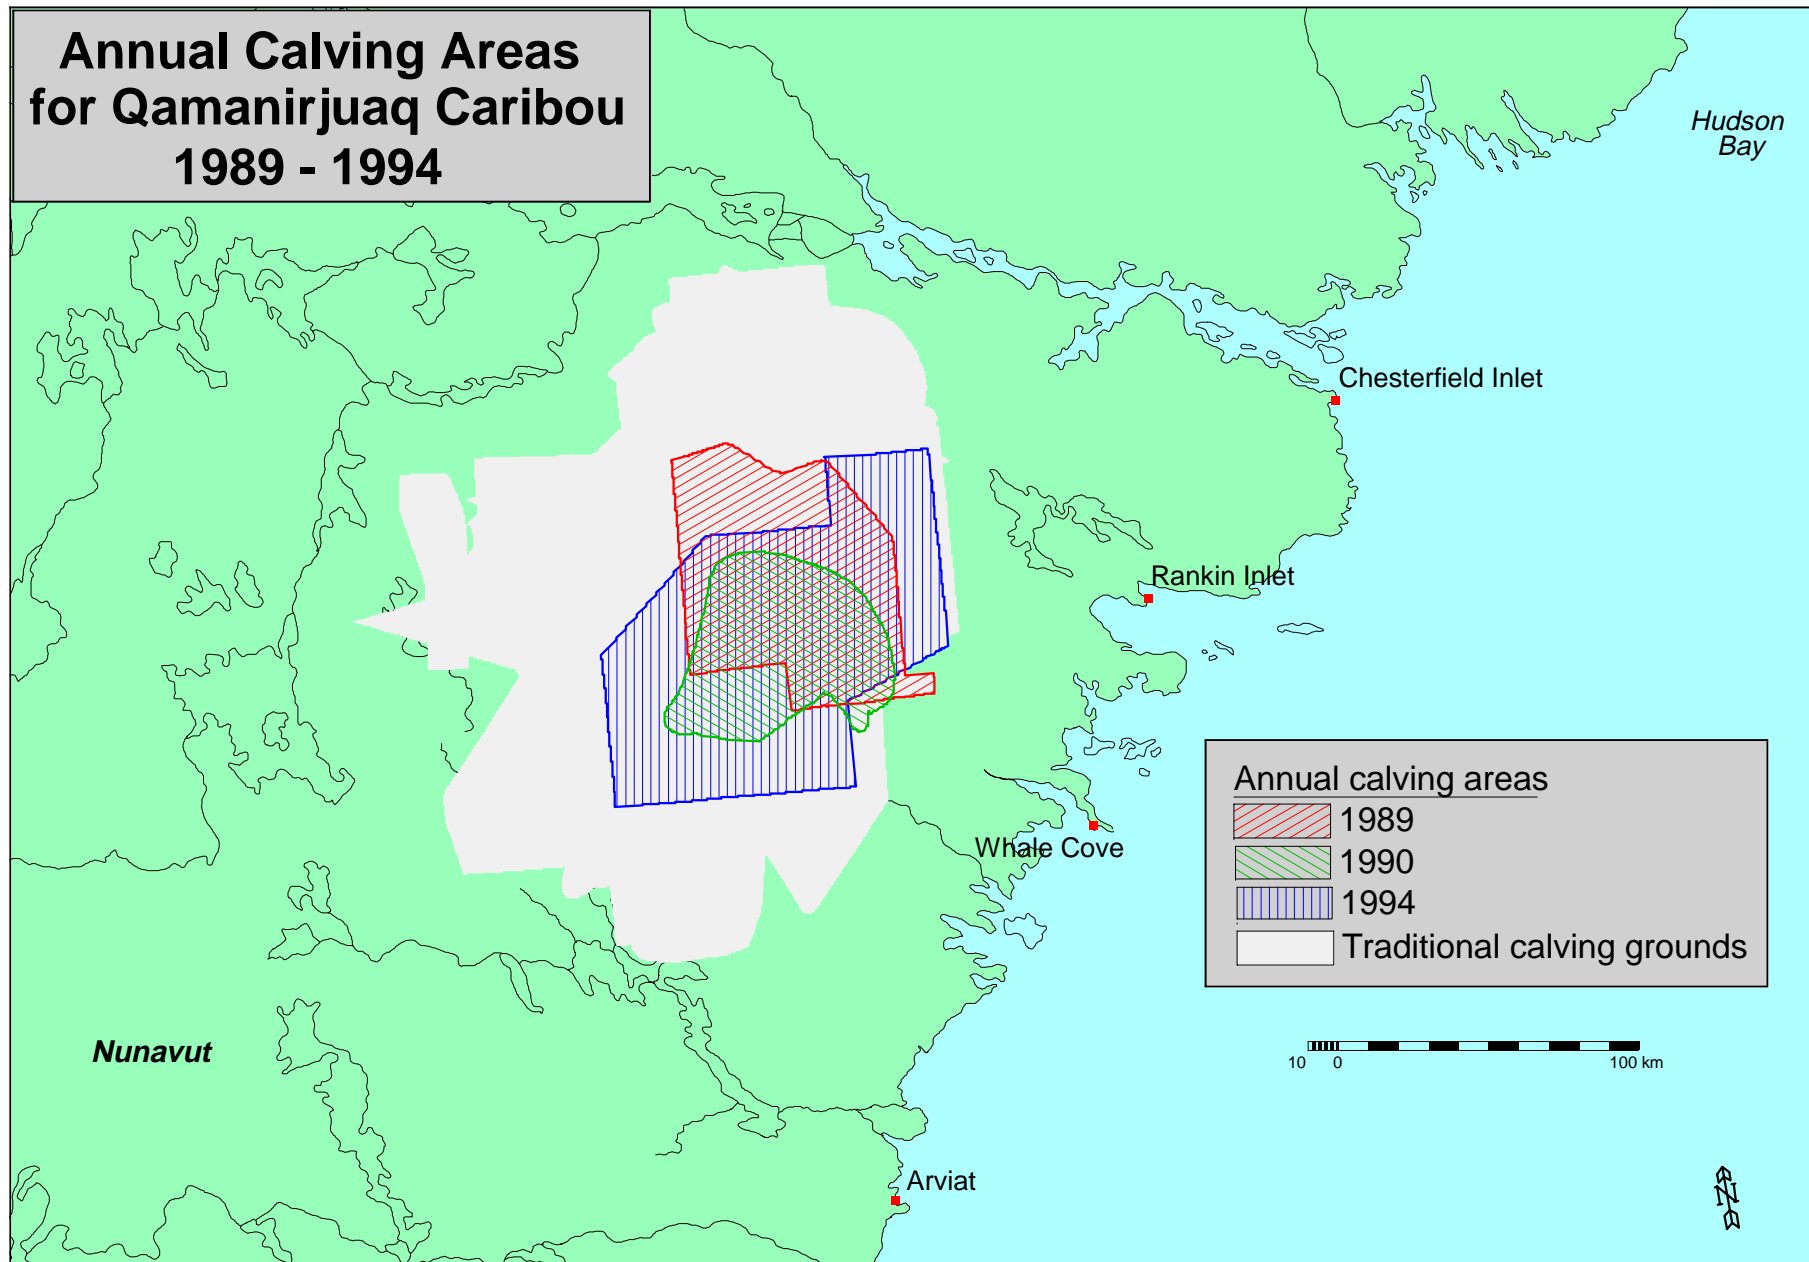 Annual Calving Areas
for Qamanirjuaq Caribou
1989 - 1994
Hudson
Bay
Chesterfield Inlet
Rankin Inlet
Whale Cove
Annual calving areas
1989
1990
1994
Traditional calving grounds
Nunavut
10 0 100 km
Arviat
N